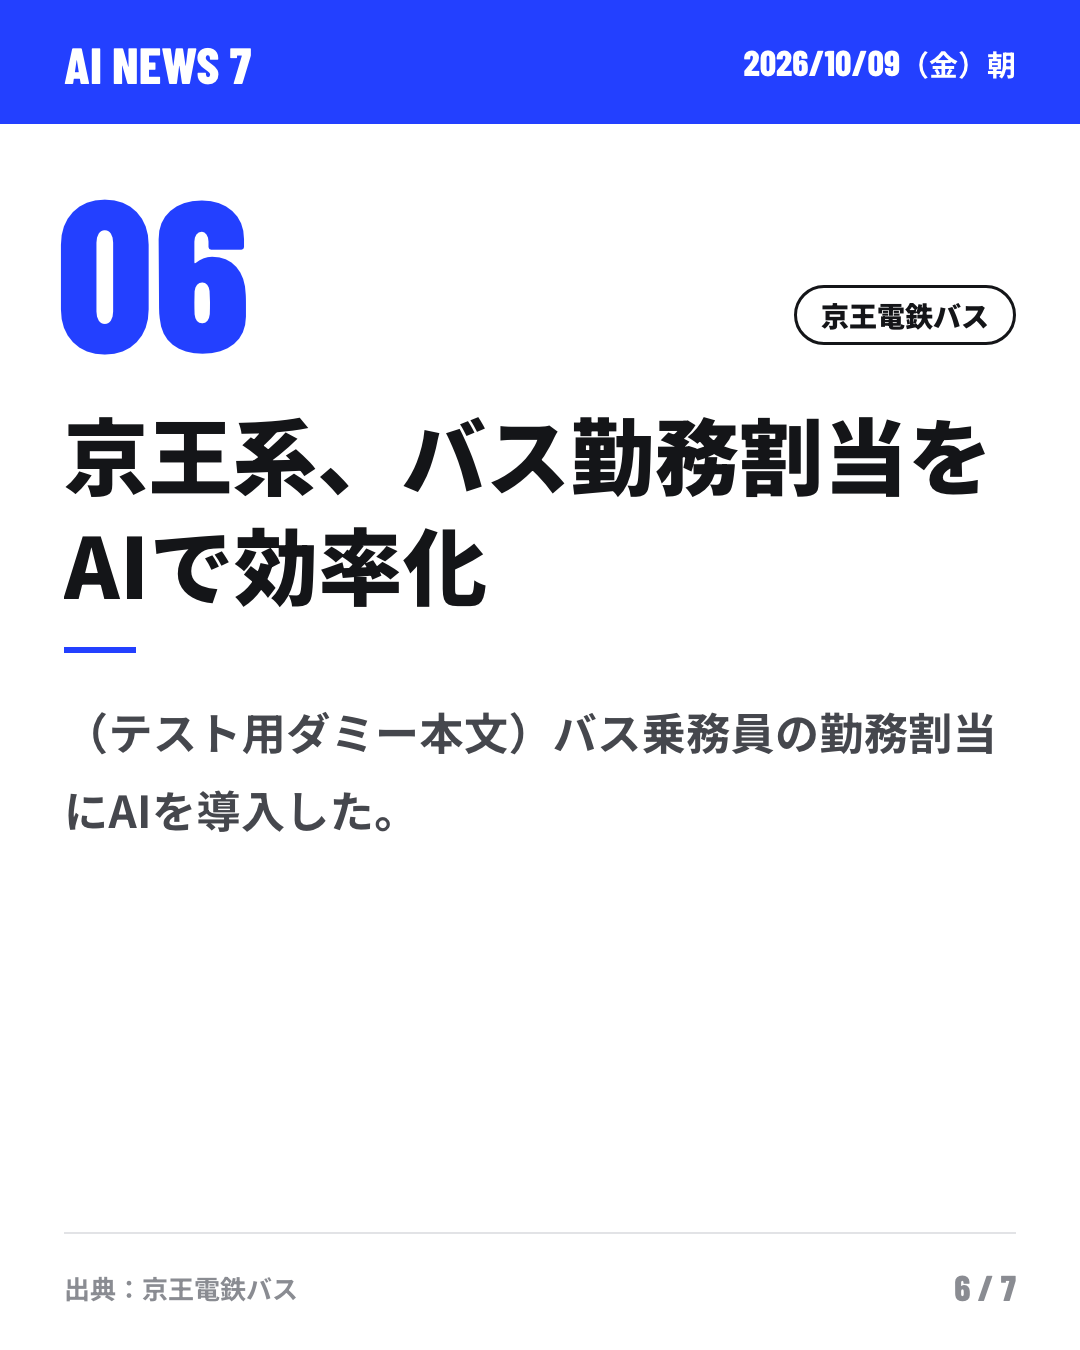 AI NEWS 7
2026/10/09（金）朝
06
京王電鉄バス
京王系、バス勤務割当を
AIで効率化
（テスト用ダミー本文）バス乗務員の勤務割当
にAIを導入した。
出典：京王電鉄バス
6 / 7